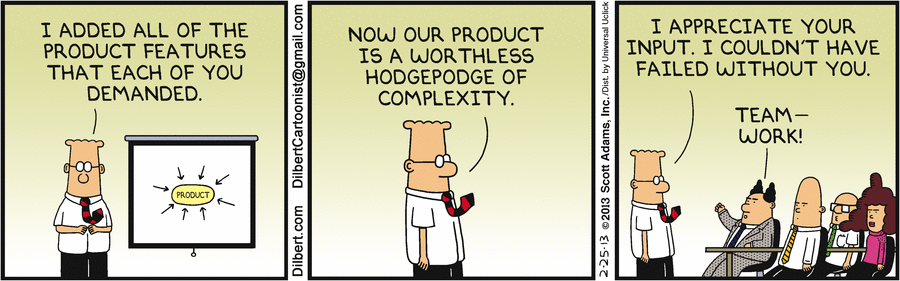 I ADDED ALL OF THE
PRODUCT FEATURES
THAT EACH OF YOU
DEMANDED.
PRODUCT
Dilbert.com DilbertCartoonist@gmail.com
NOW OUR PRODUCT
IS A WORTHLESS
HODGEPODGE OF
COMPLEXITY.
2-25-13 ©2013 Scott Adams, Inc./Dist. by Universal Uclick
I APPRECIATE YOUR
INPUT. I COULDN'T HAVE
FAILED WITHOUT YOU.
TEAM—
WORK!